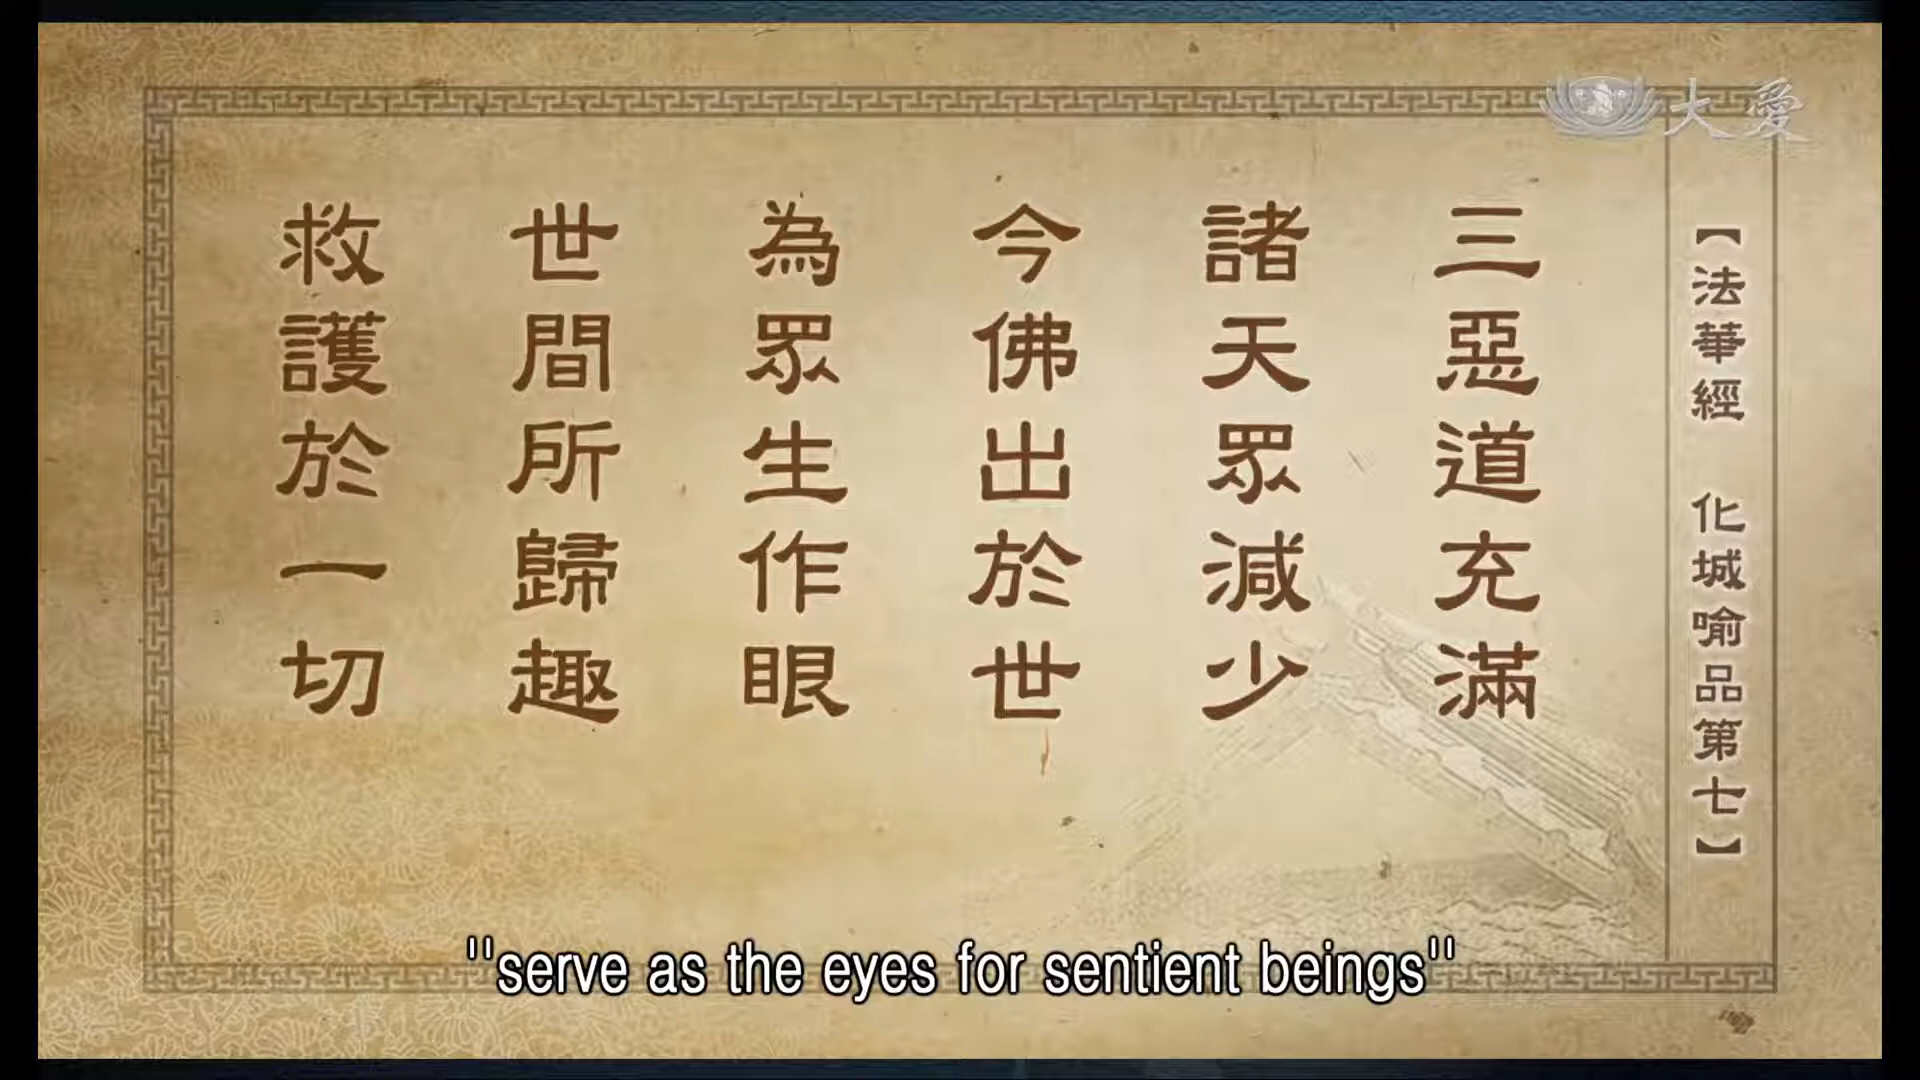 大愛
【法華經 化城喻品第七】
三惡道充滿
諸天眾減少
今佛出於世
為眾生作眼
世間所歸趣
救護於一切
"serve as the eyes for sentient beings"